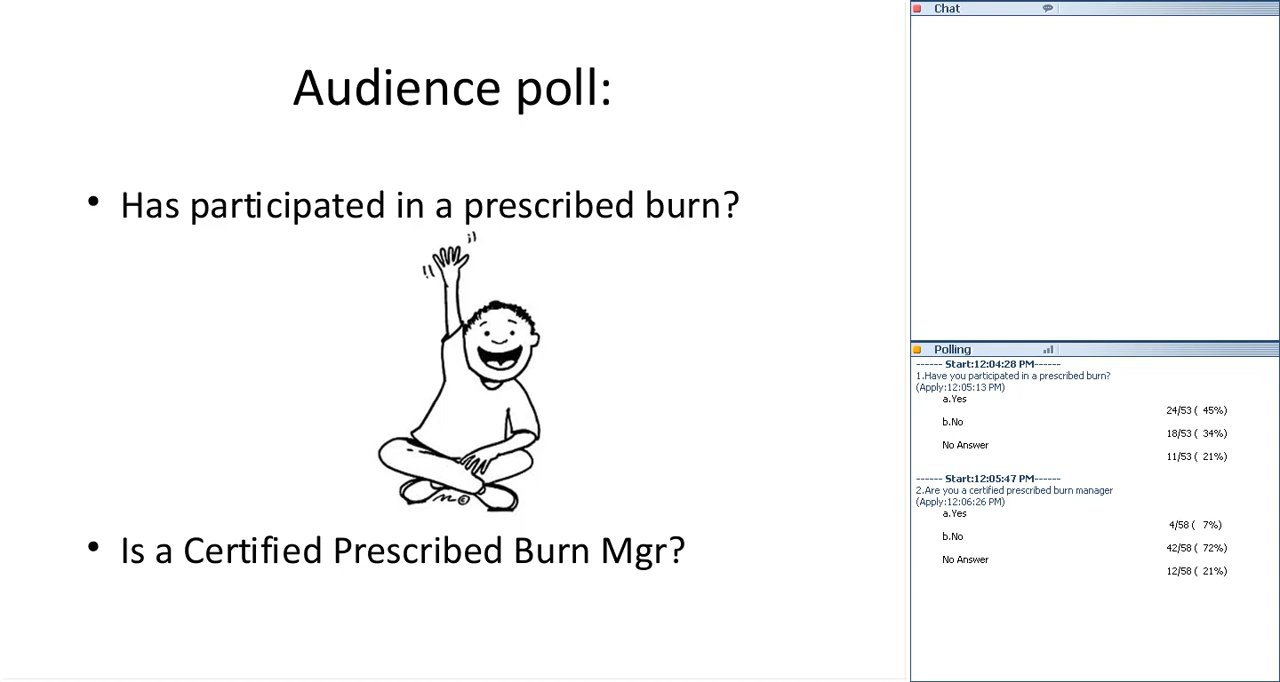 Audience poll:
• Has participated in a prescribed burn?
• Is a Certified Prescribed Burn Mgr?
Chat
Polling
------ Start:12:04:28 PM------
1.Have you participated in a prescribed burn?
(Apply:12:05:13 PM)
a.Yes
24/53 ( 45%)
b.No
18/53 ( 34%)
No Answer
11/53 ( 21%)
------ Start:12:05:47 PM------
2.Are you a certified prescribed burn manager
(Apply:12:06:26 PM)
a.Yes
4/58 ( 7%)
b.No
42/58 ( 72%)
No Answer
12/58 ( 21%)